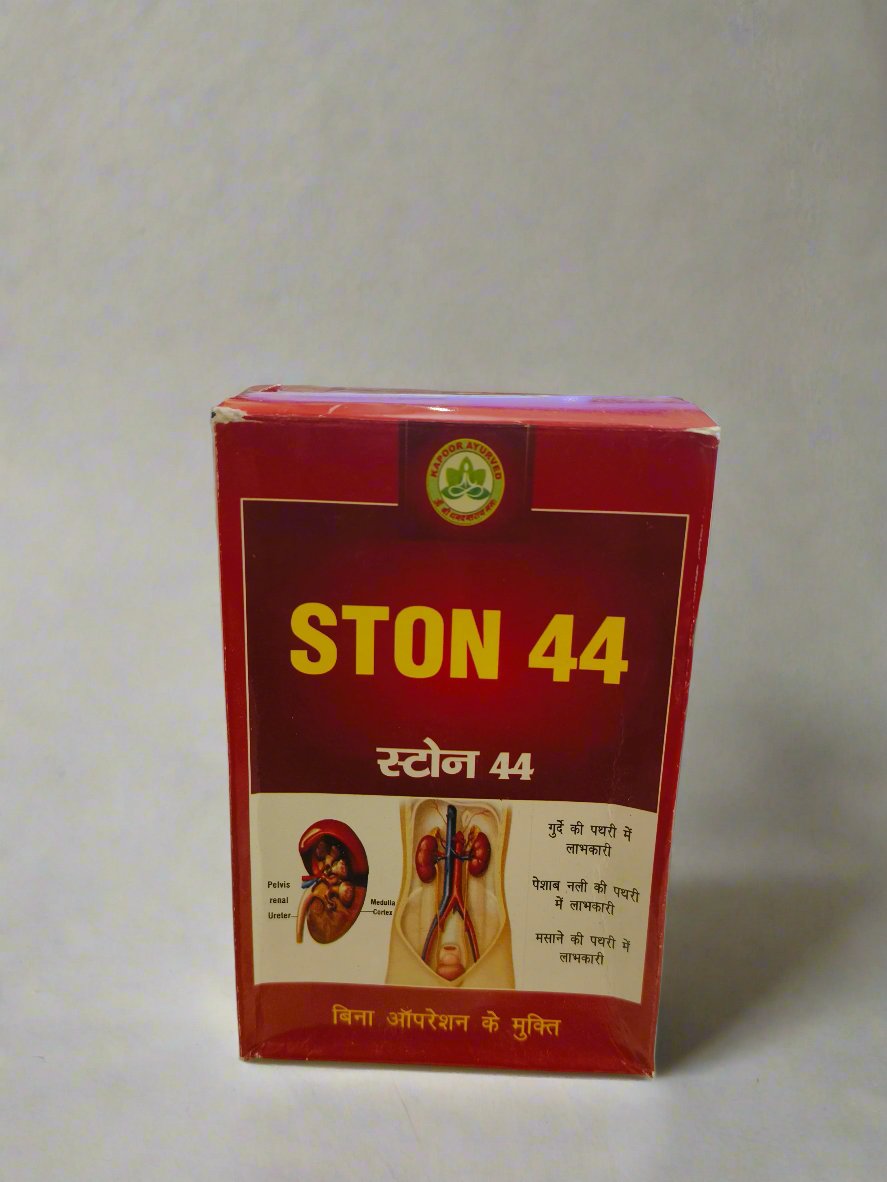 KAPOOR AYURVED
STON 44
स्टोन 44
गुर्दे की पथरी में
लाभकारी
पेशाब नली की पथरी
में लाभकारी
मसाने की पथरी में
लाभकारी
Pelvis
renal
Ureter
Medulla
Cortex
बिना ऑपरेशन के मुक्ति